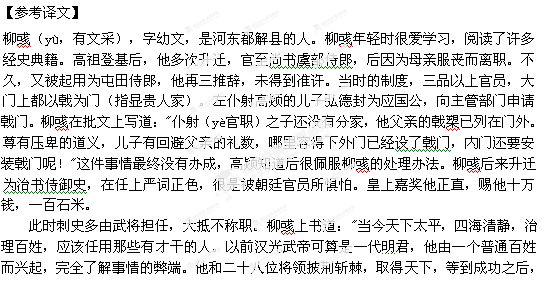 【参考译文】
柳彧（yù，有文采），字幼文，是河东都解县的人。柳彧年轻时很爱学习，阅读了许多
经史典籍。高祖登基后，他多次升迁，官至尚书虞部侍郎，后因为母亲服丧而离职。不
久，又被起用为屯田侍郎，他再三推辞，未得到准许。当时的制度，三品以上官员，大
门上都以戟为门（指显贵人家）。左仆射高颎的儿子弘德封为应国公，向主管部门申请
戟门。柳彧在批文上写道："仆射（yè官职）之子还没有分家，他父亲的戟槊已列在门外。
尊有压卑的道义，儿子有回避父亲的礼数，哪里容得下外门已经设了戟门，内门还要安
装戟门呢！"这件事情最终没有办成，高颎知道后很佩服柳彧的处理办法。柳彧后来升迁
为治书侍御史，在任上严词正色，很是被朝廷官员所惧怕。皇上嘉奖他正直，赐他十万
钱，一百石米。
此时刺史多由武将担任，大抵不称职。柳彧上书道："当今天下太平，四海清静，治
理百姓，应该任用那些有才干的人。以前汉光武帝可算是一代明君，他由一个普通百姓
而兴起，完全了解事情的弊端。他和二十八位将领披荆斩棘，取得天下，等到成功之后，